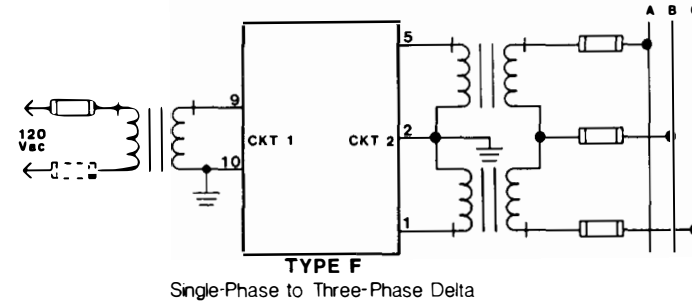 A B
5
9
120
Vac
CKT 1
CKT 2
2
10
1
TYPE F
Single-Phase to Three-Phase Delta